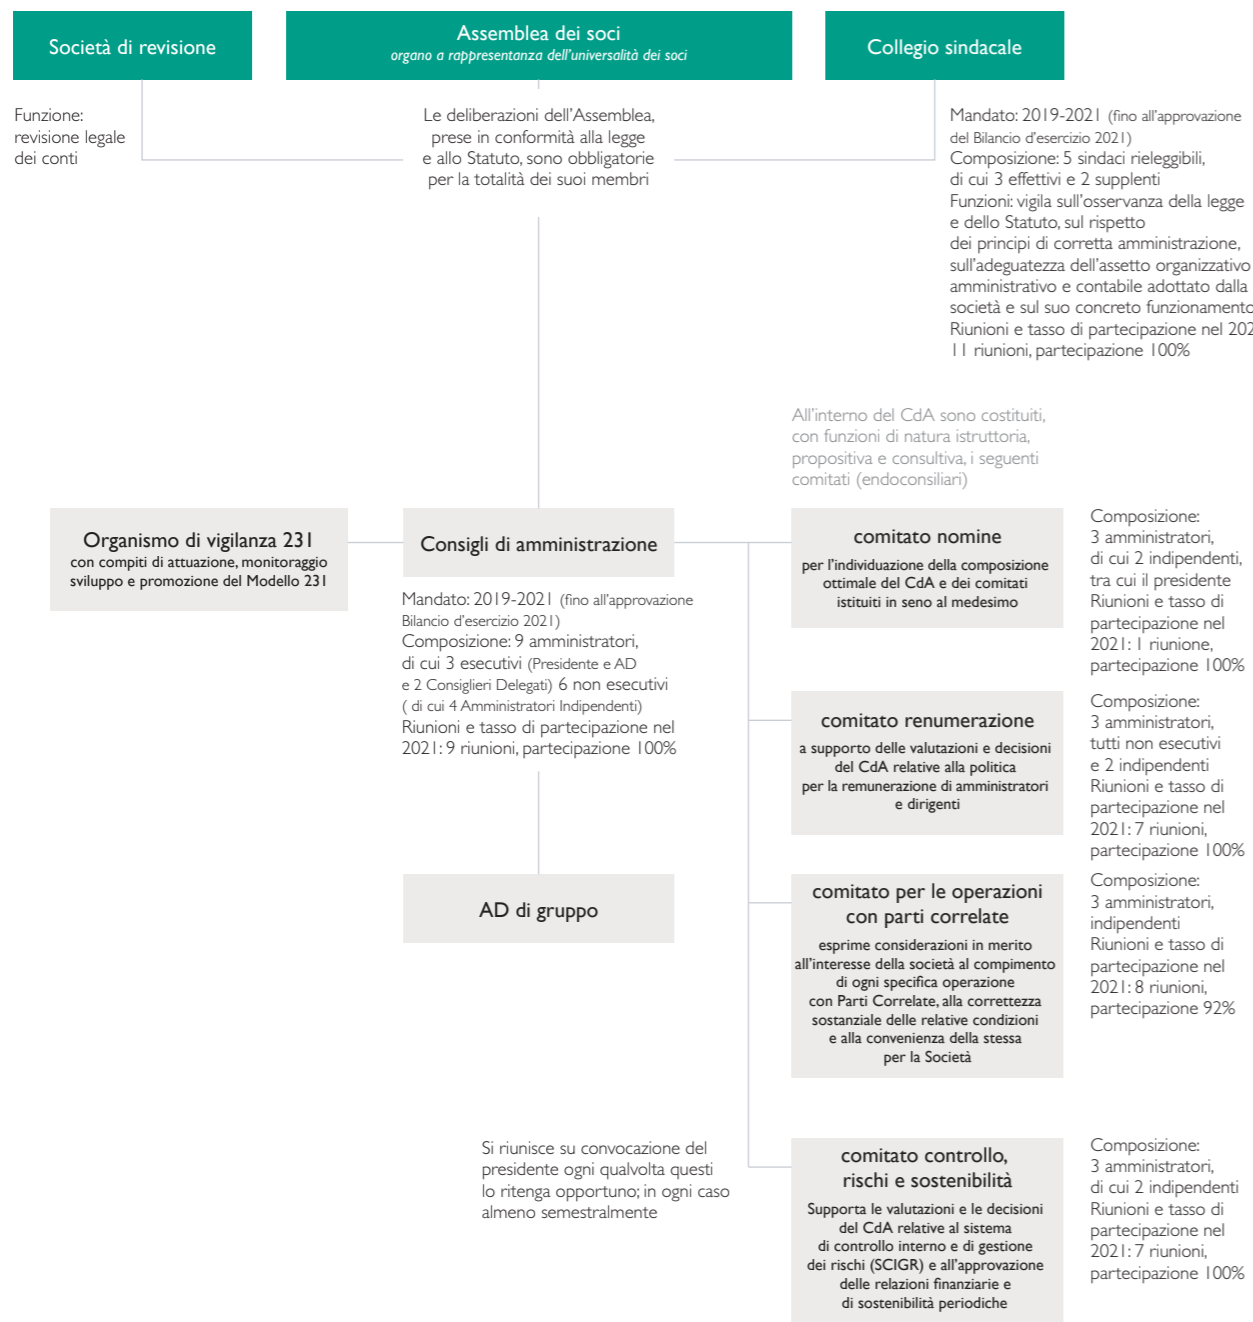 Società di revisione
Assemblea dei soci
organo a rappresentanza dell'universalità dei soci
Collegio sindacale
Funzione:
revisione legale
dei conti
Le deliberazioni dell'Assemblea,
prese in conformità alla legge
e allo Statuto, sono obbligatorie
per la totalità dei suoi membri
Mandato: 2019-2021 (fino all'approvazione
del Bilancio d'esercizio 2021)
Composizione: 5 sindaci rieleggibili,
di cui 3 effettivi e 2 supplenti
Funzioni: vigila sull'osservanza della legge
e dello Statuto, sul rispetto
dei principi di corretta amministrazione,
sull'adeguatezza dell'assetto organizzativo
amministrativo e contabile adottato dalla
società e sul suo concreto funzionamento
Riunioni e tasso di partecipazione nel 202
11 riunioni, partecipazione 100%
All'interno del CdA sono costituiti,
con funzioni di natura istruttoria,
propositiva e consultiva, i seguenti
comitati (endoconsiliari)
Organismo di vigilanza 231
con compiti di attuazione, monitoraggio
sviluppo e promozione del Modello 231
Consigli di amministrazione
Mandato: 2019-2021 (fino all'approvazione
Bilancio d'esercizio 2021)
Composizione: 9 amministratori,
di cui 3 esecutivi (Presidente e AD
e 2 Consiglieri Delegati) 6 non esecutivi
( di cui 4 Amministratori Indipendenti)
Riunioni e tasso di partecipazione nel
2021: 9 riunioni, partecipazione 100%
comitato nomine
per l'individuazione della composizione
ottimale del CdA e dei comitati
istituiti in seno al medesimo
Composizione:
3 amministratori,
di cui 2 indipendenti,
tra cui il presidente
Riunioni e tasso di
partecipazione nel
2021: 1 riunione,
partecipazione 100%
comitato renumerazione
a supporto delle valutazioni e decisioni
del CdA relative alla politica
per la remunerazione di amministratori
e dirigenti
Composizione:
3 amministratori,
tutti non esecutivi
e 2 indipendenti
Riunioni e tasso di
partecipazione nel
2021: 7 riunioni,
partecipazione 100%
AD di gruppo
comitato per le operazioni
con parti correlate
esprime considerazioni in merito
all'interesse della società al compimento
di ogni specifica operazione
con Parti Correlate, alla correttezza
sostanziale delle relative condizioni
e alla convenienza della stessa
per la Società
Composizione:
3 amministratori,
indipendenti
Riunioni e tasso di
partecipazione nel
2021: 8 riunioni,
partecipazione 92%
Si riunisce su convocazione del
presidente ogni qualvolta questi
lo ritenga opportuno; in ogni caso
almeno semestralmente
comitato controllo,
rischi e sostenibilità
Supporta le valutazioni e le decisioni
del CdA relative al sistema
di controllo interno e di gestione
dei rischi (SCIGR) e all'approvazione
delle relazioni finanziarie e
di sostenibilità periodiche
Composizione:
3 amministratori,
di cui 2 indipendenti
Riunioni e tasso di
partecipazione nel
2021: 7 riunioni,
partecipazione 100%